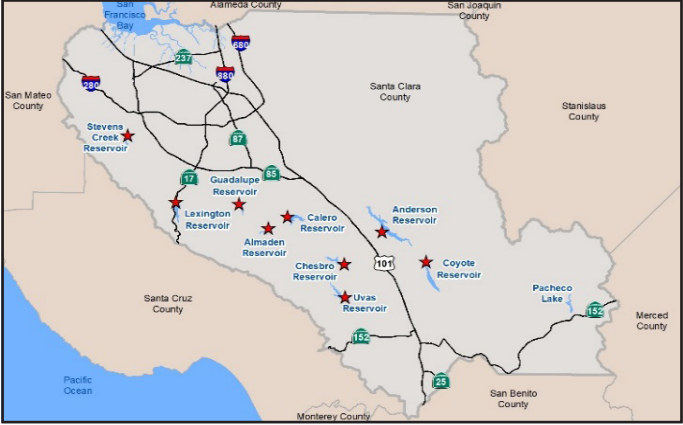 San
Francisco
Bay
Alameda County
San Joaquin
County
680
237
880
280
San Mateo
County
Santa Clara
County
Stanislaus
County
Stevens
Creek
Reservoir
87
17
85
Guadalupe
Reservoir
Lexington
Reservoir
Calero
Reservoir
Anderson
Reservoir
Almaden
Reservoir
Chesbro
Reservoir
101
Coyote
Reservoir
Uvas
Reservoir
Pacheco
Lake
152
Santa Cruz
County
Merced
County
152
25
Pacific
Ocean
San Benito
County
Monterey County